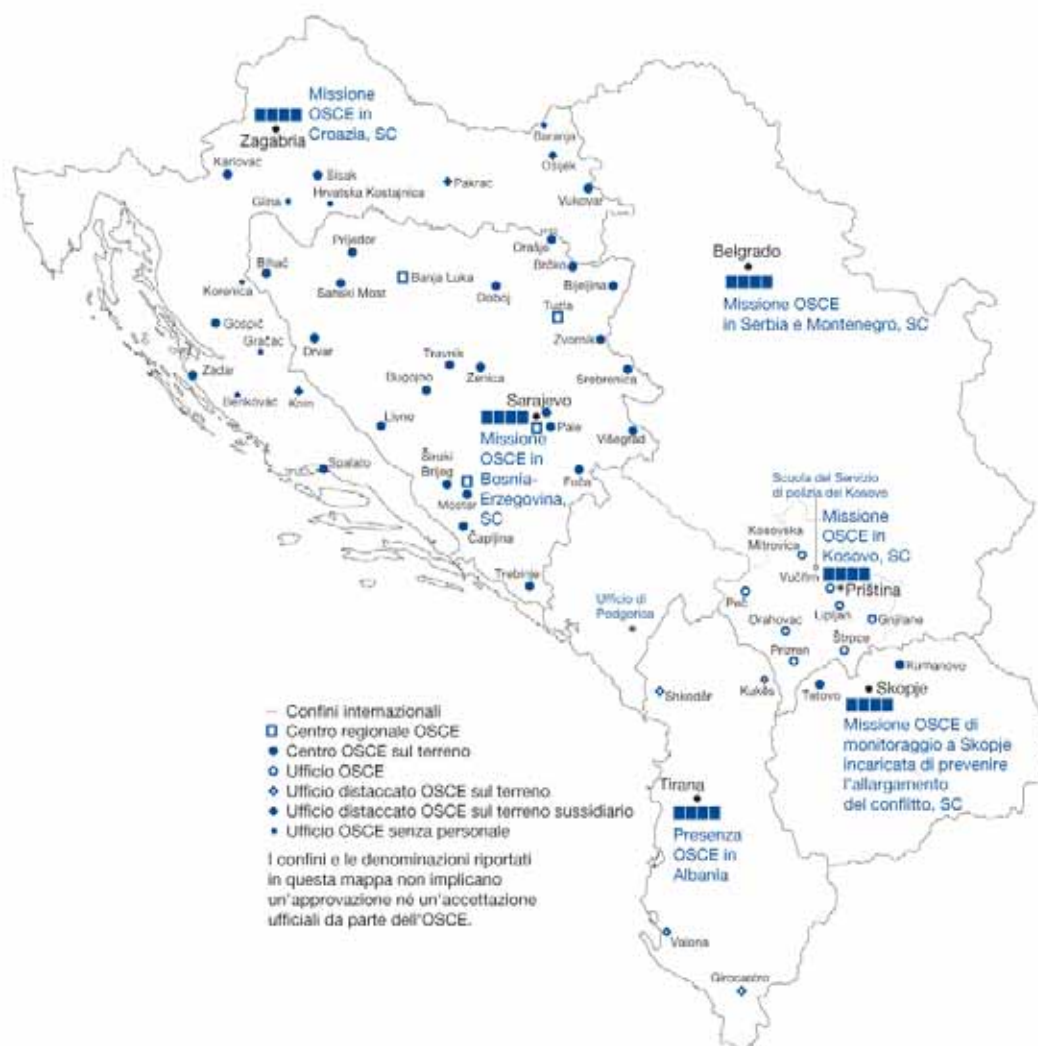 Missione
OSCE in
Croazia, SC
Zagabria
Karlovac
Sisak
Hrvatska Kostajnica
Glina
Pakrac
Baranja
Osijek
Vukovar
Prijedor
Bihać
Korenica
Sanski Most
Banja Luka
Doboj
Orašje
Brčko
Bijeljina
Tuzla
Zvornik
Gospić
Gračac
Zadar
Benkovac
Knin
Drvar
Travnik
Bugojno
Zenica
Srebrenica
Livno
Sarajevo
Pale
Višegrad
Missione
OSCE in
Bosnia-
Erzegovina,
SC
Široki
Brijeg
Mostar
Foča
Spalato
Čapljina
Trebinje
Belgrado
Missione OSCE
in Serbia e Montenegro, SC
Scuola del Servizio
di polizia del Kosovo
Missione
OSCE in
Kosovo, SC
Kosovska
Mitrovica
Vučitrn
Priština
Peć
Lipljan
Gnjilane
Orahovac
Štrpce
Prizren
Ufficio di
Podgorica
Shkodër
Kukës
Tetovo
Skopje
Kumanovo
Missione OSCE di
monitoraggio a Skopje
incaricata di prevenire
l'allargamento
del conflitto, SC
Tirana
Presenza
OSCE in
Albania
Valona
Girocastro
Confini internazionali
Centro regionale OSCE
Centro OSCE sul terreno
Ufficio OSCE
Ufficio distaccato OSCE sul terreno
Ufficio distaccato OSCE sul terreno sussidiario
Ufficio OSCE senza personale
I confini e le denominazioni riportati
in questa mappa non implicano
un'approvazione né un'accettazione
ufficiali da parte dell'OSCE.